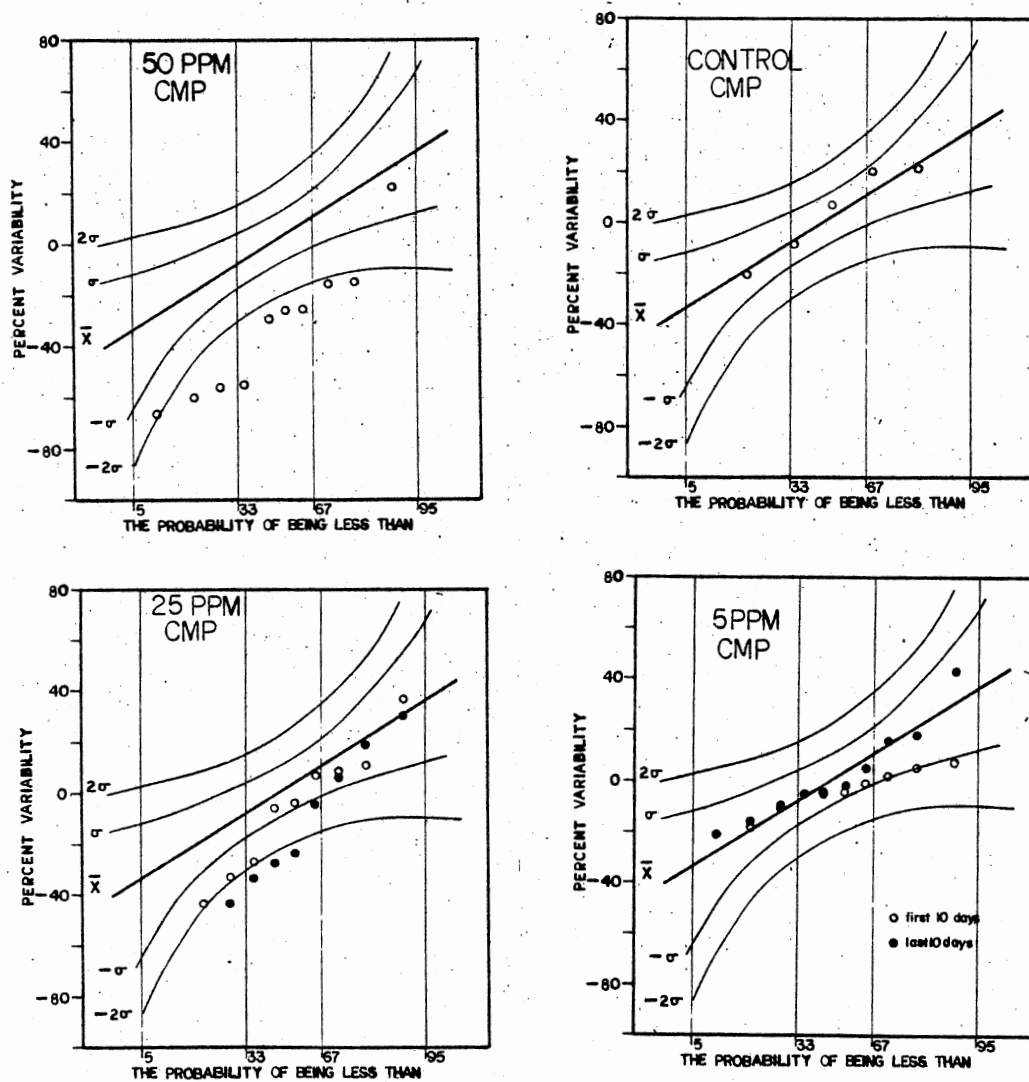 50 PPM
CMP
80
40
0
-40
-80
PERCENT VARIABILITY
2σ
σ
X̄
-σ
-2σ
5
33
67
95
THE PROBABILITY OF BEING LESS THAN
CONTROL
CMP
80
40
0
-40
-80
PERCENT VARIABILITY
2σ
σ
X̄
-σ
-2σ
5
33
67
95
THE PROBABILITY OF BEING LESS THAN
25 PPM
CMP
80
40
0
-40
-80
PERCENT VARIABILITY
2σ
σ
X̄
-σ
-2σ
5
33
67
95
THE PROBABILITY OF BEING LESS THAN
5 PPM
CMP
80
40
0
-40
-80
PERCENT VARIABILITY
2σ
σ
X̄
-σ
-2σ
first 10 days
last 10 days
5
33
67
95
THE PROBABILITY OF BEING LESS THAN